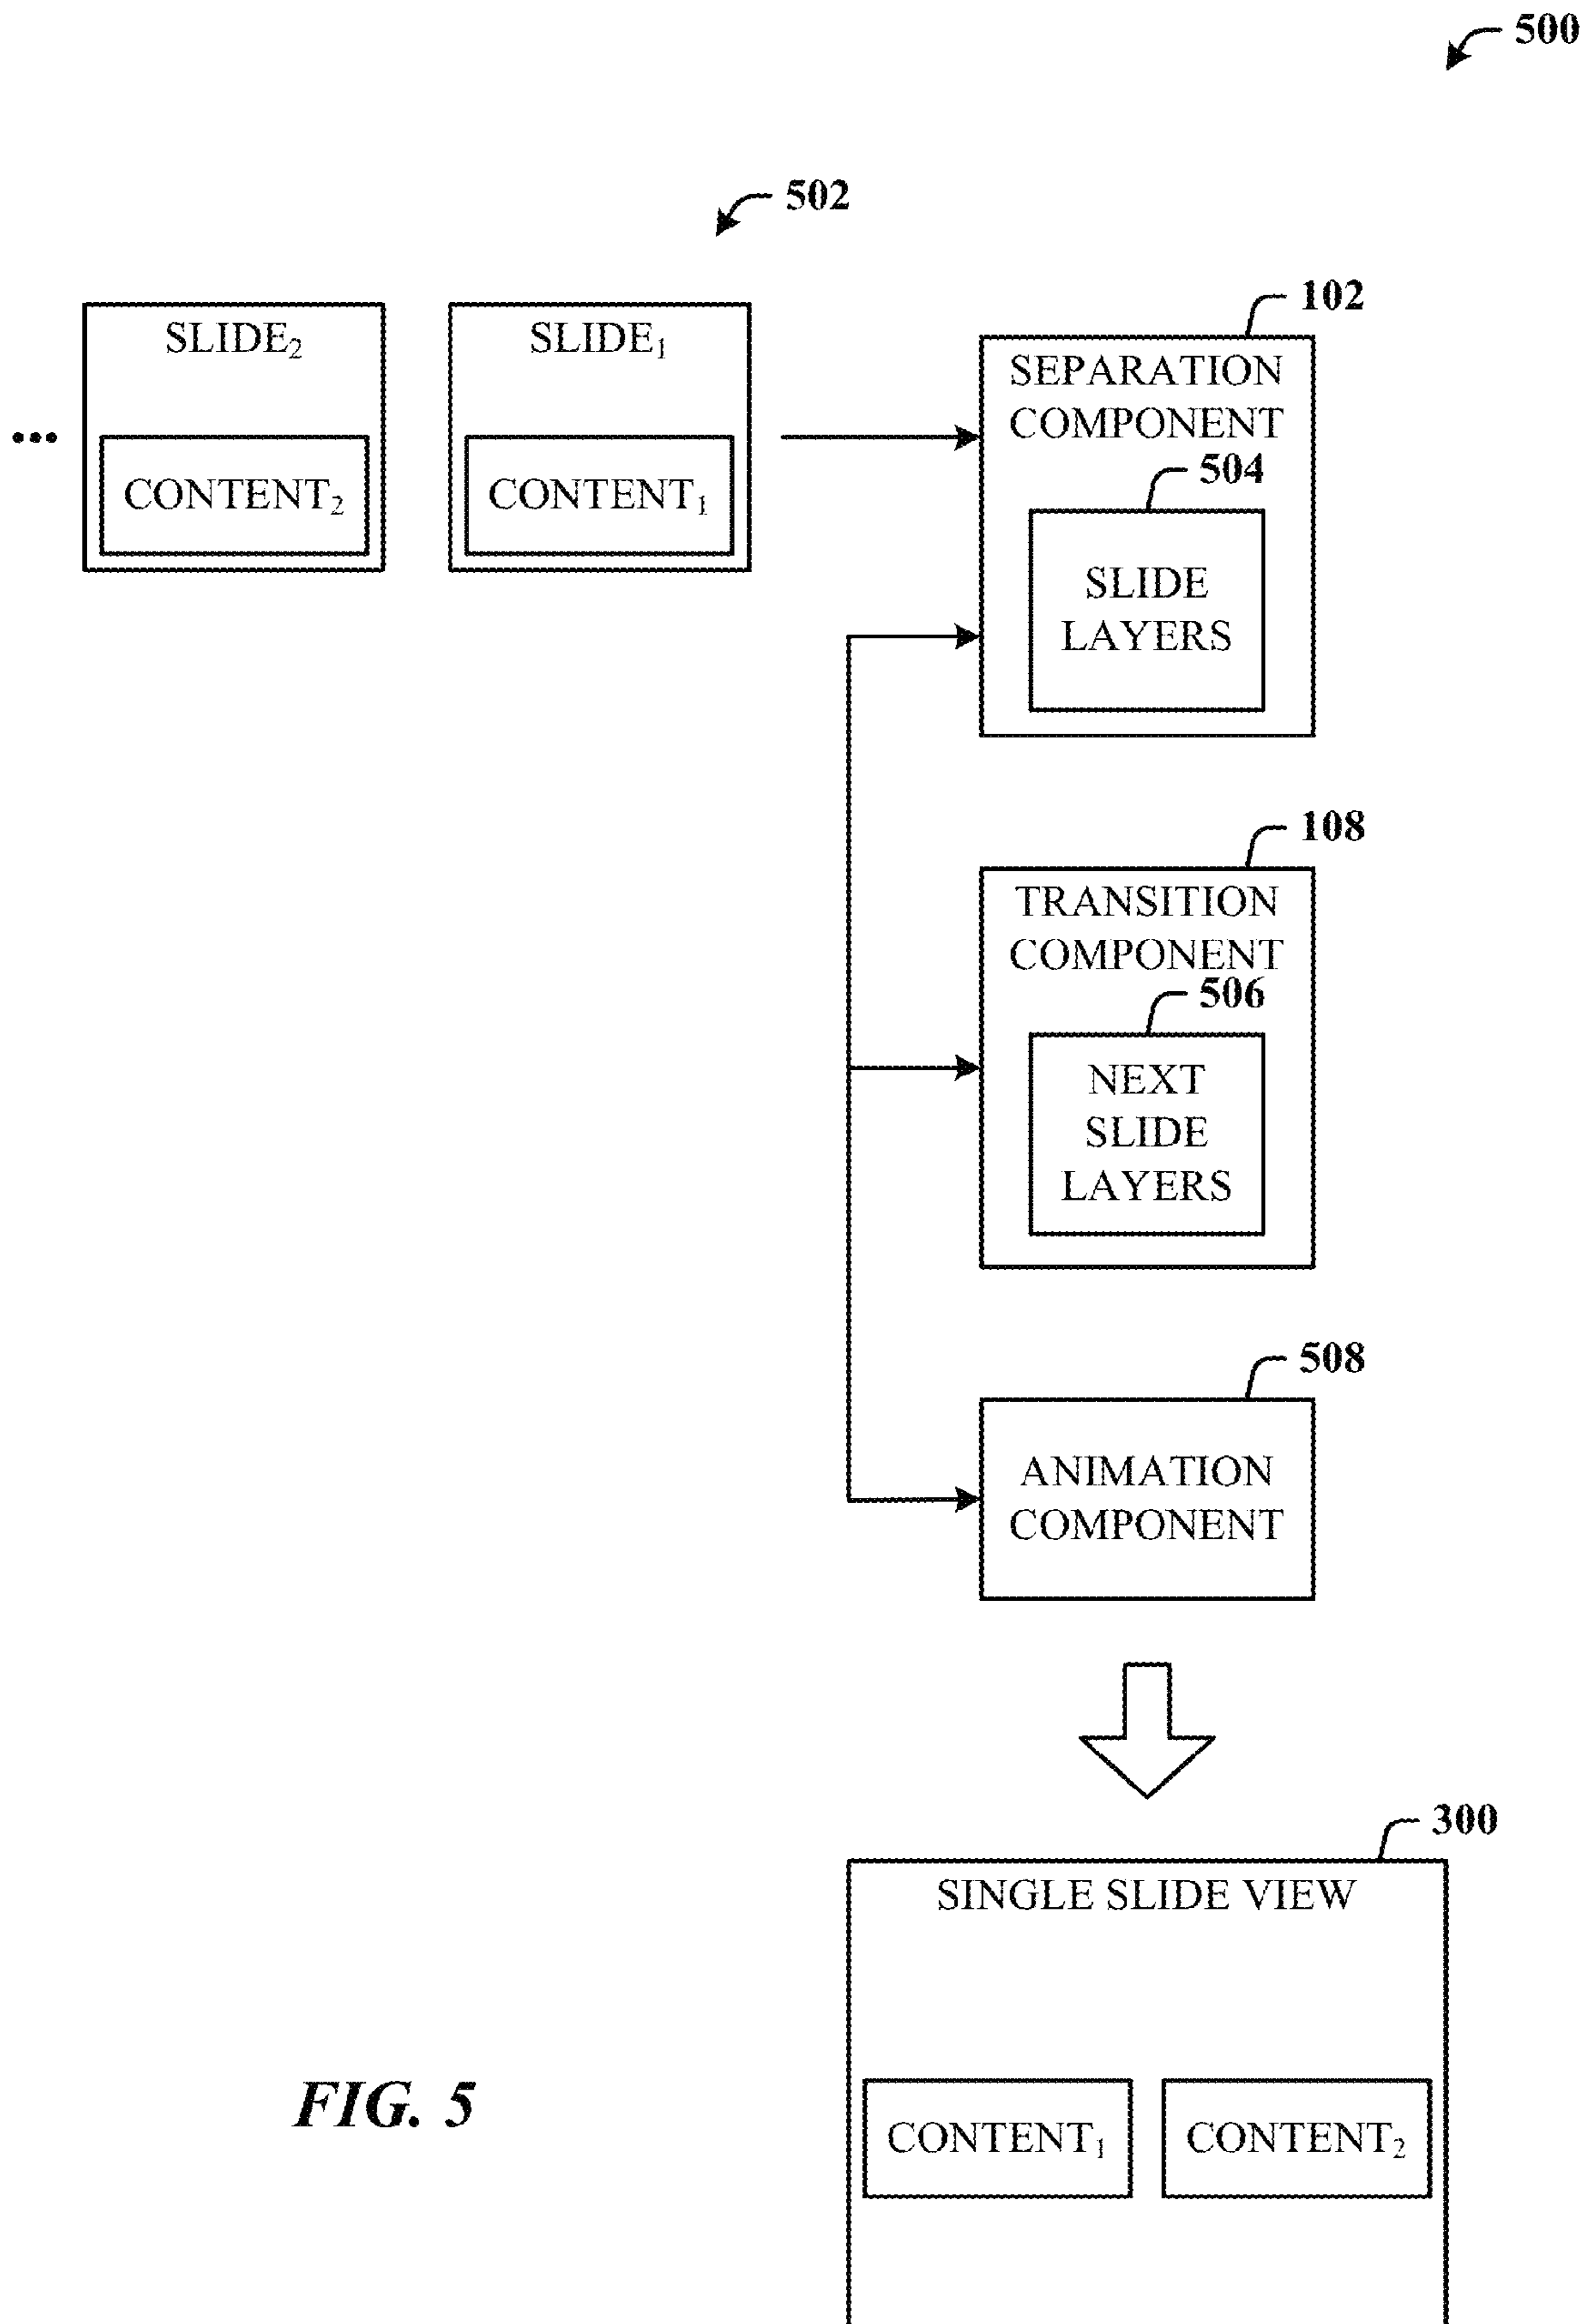 500
502
SLIDE₂
CONTENT₂
SLIDE₁
CONTENT₁
102
SEPARATION
COMPONENT
504
SLIDE
LAYERS
108
TRANSITION
COMPONENT
506
NEXT
SLIDE
LAYERS
508
ANIMATION
COMPONENT
300
SINGLE SLIDE VIEW
CONTENT₁
CONTENT₂
FIG. 5